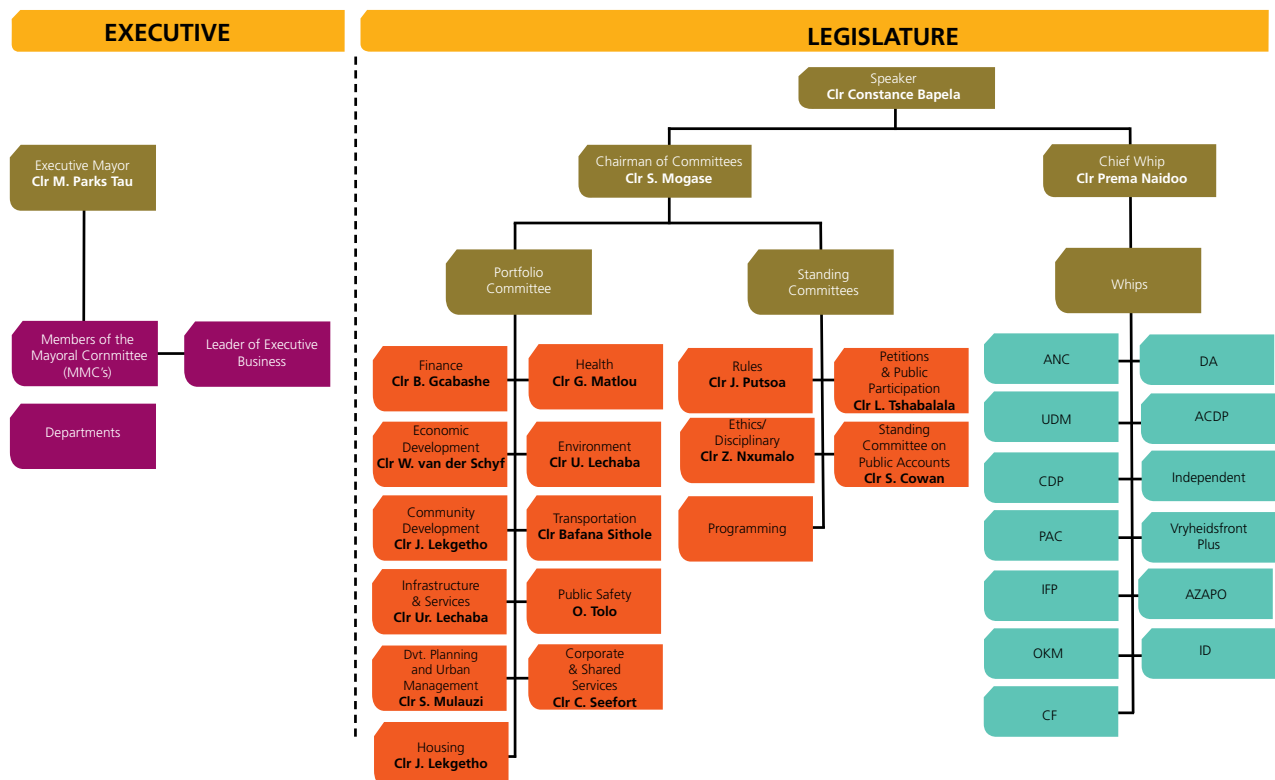 EXECUTIVE
LEGISLATURE
Speaker
Clr Constance Bapela
Executive Mayor
Clr M. Parks Tau
Chairman of Committees
Clr S. Mogase
Chief Whip
Clr Prema Naidoo
Portfolio
Committee
Standing
Committees
Whips
Members of the
Mayoral Cornmittee
(MMC's)
Leader of Executive
Business
Departments
Finance
Clr B. Gcabashe
Health
Clr G. Matlou
Economic
Development
Clr W. van der Schyf
Environment
Clr U. Lechaba
Community
Development
Clr J. Lekgetho
Transportation
Clr Bafana Sithole
Infrastructure
& Services
Clr Ur. Lechaba
Public Safety
O. Tolo
Dvt. Planning
and Urban
Management
Clr S. Mulauzi
Corporate
& Shared
Services
Clr C. Seefort
Housing
Clr J. Lekgetho
Rules
Clr J. Putsoa
Petitions
& Public
Participation
Clr L. Tshabalala
Ethics/
Disciplinary
Clr Z. Nxumalo
Standing
Committee on
Public Accounts
Clr S. Cowan
Programming
ANC
DA
UDM
ACDP
CDP
Independent
PAC
Vryheidsfront
Plus
IFP
AZAPO
OKM
ID
CF